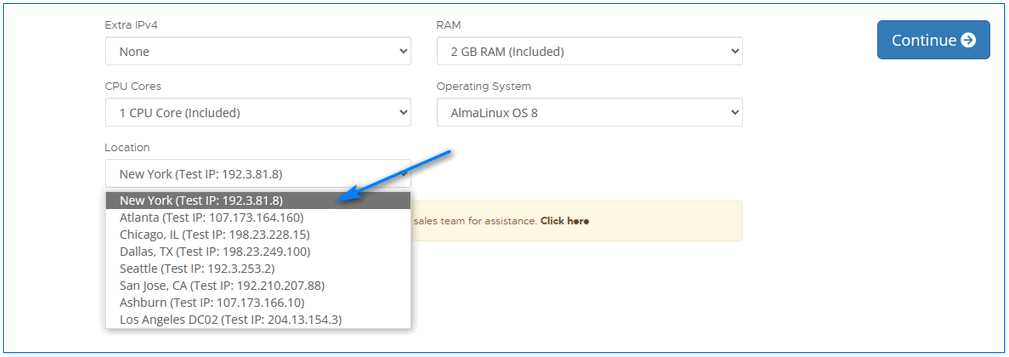 Extra IPv4
RAM
None
2 GB RAM (Included)
Continue
CPU Cores
Operating System
1 CPU Core (Included)
AlmaLinux OS 8
Location
New York (Test IP: 192.3.81.8)
New York (Test IP: 192.3.81.8)
Atlanta (Test IP: 107.173.164.160)
Chicago, IL (Test IP: 198.23.228.15)
Dallas, TX (Test IP: 198.23.249.100)
Seattle (Test IP: 192.3.253.2)
San Jose, CA (Test IP: 192.210.207.88)
Ashburn (Test IP: 107.173.166.10)
Los Angeles DC02 (Test IP: 204.13.154.3)
sales team for assistance. Click here